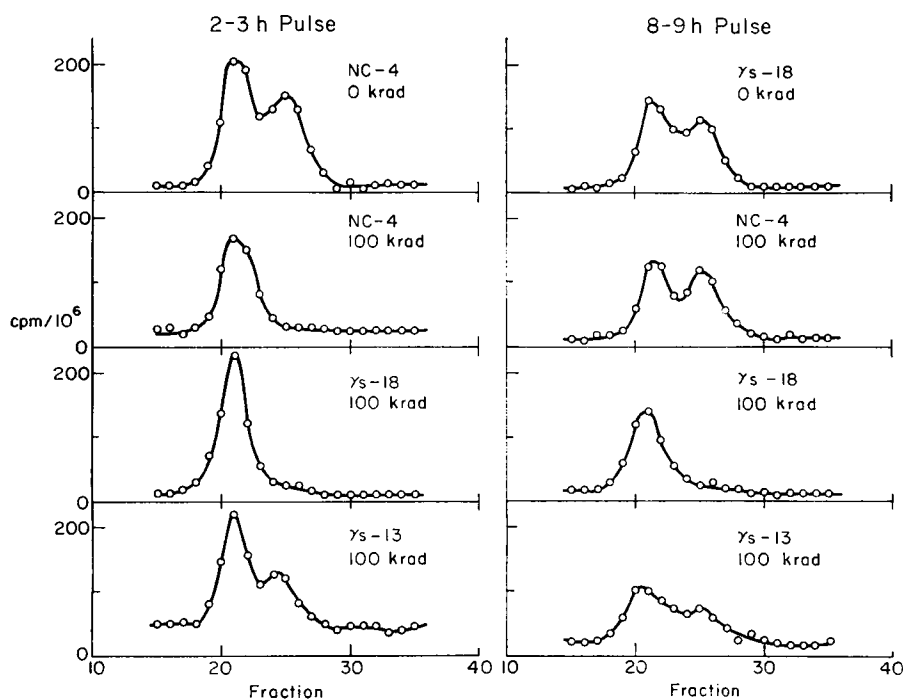 2-3 h Pulse
8-9 h Pulse
NC-4
0 krad
200
0
γs-18
0 krad
NC-4
100 krad
200
cpm/10⁶
0
NC-4
100 krad
γs-18
100 krad
200
0
γs-18
100 krad
γs-13
100 krad
200
0
10 20 30 40
Fraction
γs-13
100 krad
10 20 30 40
Fraction